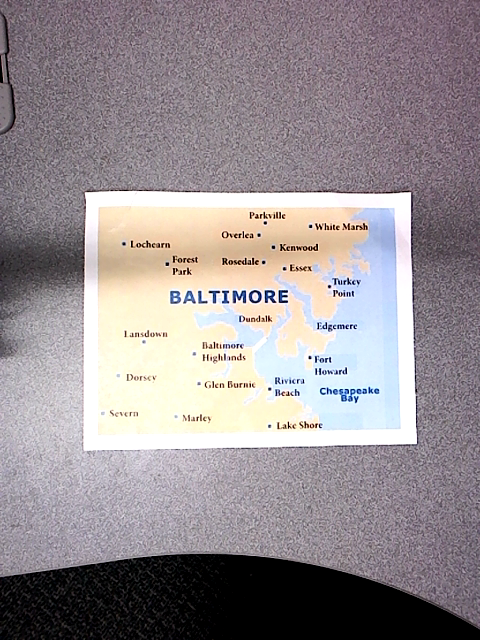 Parkville
White Marsh
Overlea
Lochearn
Kenwood
Forest
Park
Rosedale
Essex
Turkey
Point
BALTIMORE
Dundalk
Edgemere
Lansdown
Baltimore
Highlands
Fort
Howard
Dorsey
Glen Burnie
Riviera
Beach
Chesapeake
Bay
Severn
Marley
Lake Shore